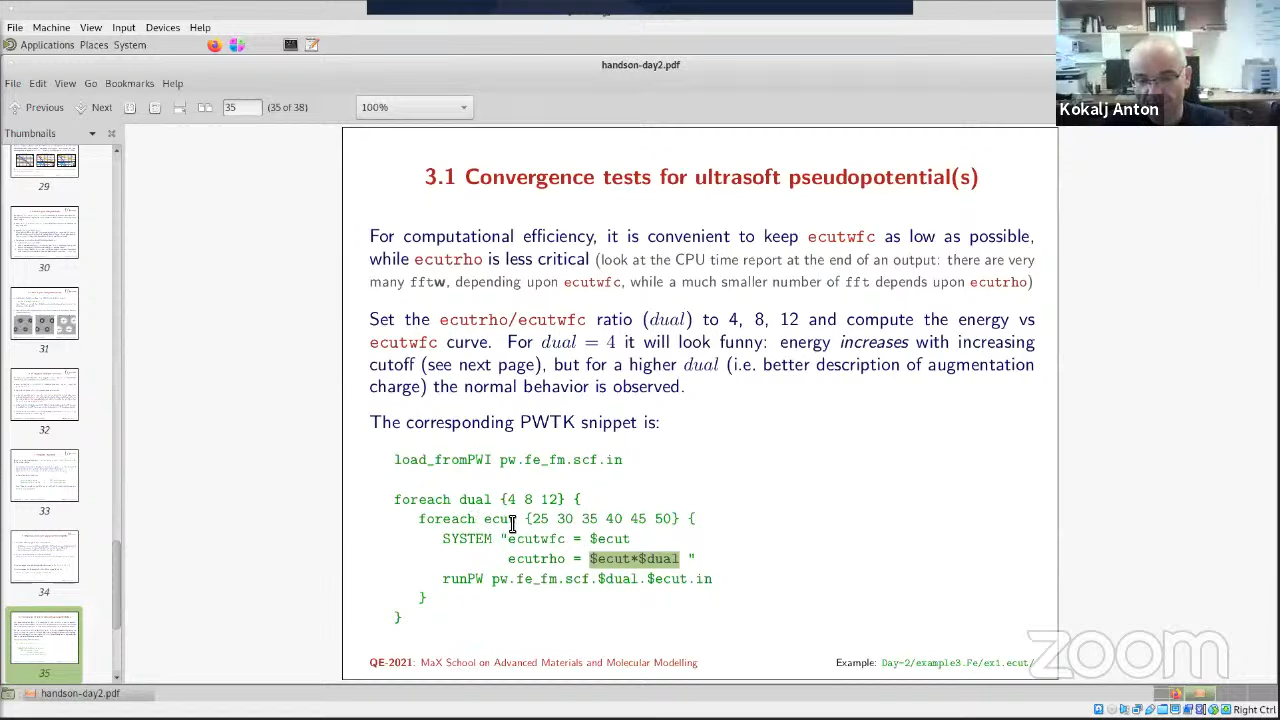 File Machine View Input Devices Help
Applications Places System
handson-day2.pdf
File Edit View Go Bookmarks Help
Previous Next 35 (35 of 38) 100%
Thumbnails
29
30
31
32
33
34
35
Kokalj Anton
3.1 Convergence tests for ultrasoft pseudopotential(s)
For computational efficiency, it is convenient to keep ecutwfc as low as possible,
while ecutrho is less critical (look at the CPU time report at the end of an output: there are very
many fftw, depending upon ecutwfc, while a much smaller number of fft depends upon ecutrho)
Set the ecutrho/ecutwfc ratio (dual) to 4, 8, 12 and compute the energy vs
ecutwfc curve. For dual = 4 it will look funny: energy increases with increasing
cutoff (see next page), but for a higher dual (i.e. better description of augmentation
charge) the normal behavior is observed.
The corresponding PWTK snippet is:
load_fromPWI pw.fe_fm.scf.in
foreach dual {4 8 12} {
foreach ecut {25 30 35 40 45 50} {
SYSTEM "ecutwfc = $ecut
ecutrho = $ecut*$dual "
runPW pw.fe_fm.scf.$dual.$ecut.in
}
}
QE-2021: MaX School on Advanced Materials and Molecular Modelling
Example: Day-2/example3.Fe/ex1.ecut/
zoom
handson-day2.pdf
Right Ctrl